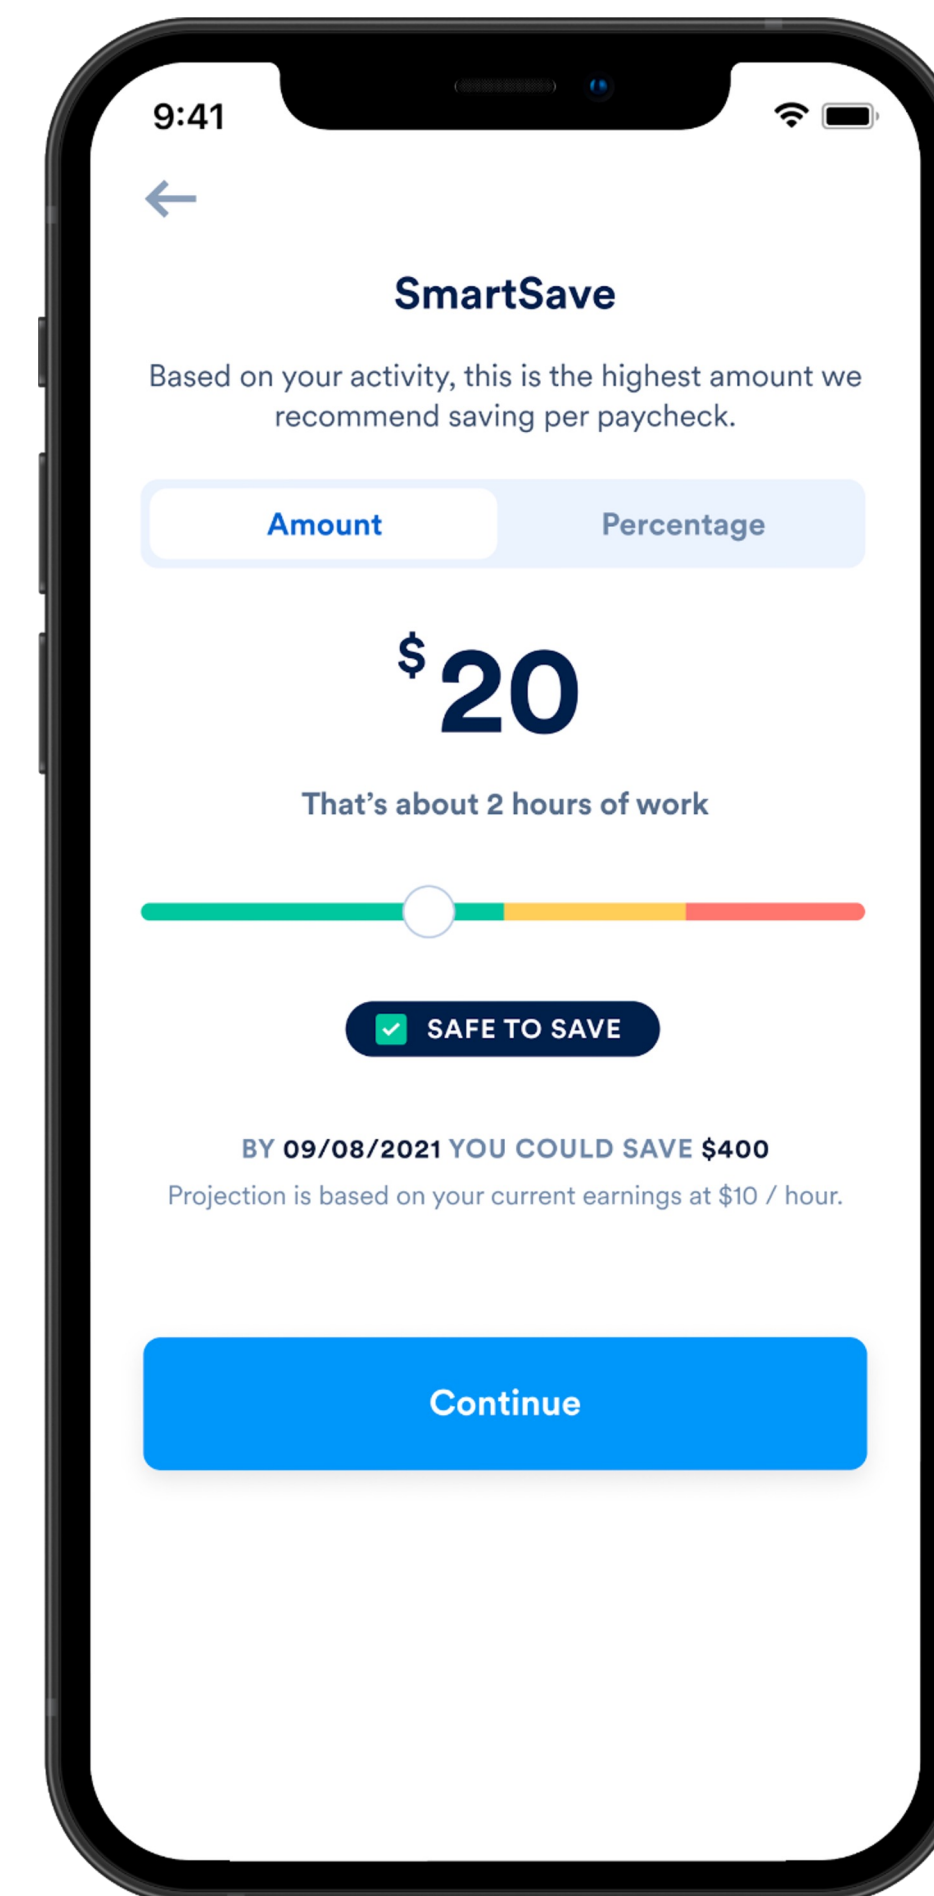 9:41
SmartSave
Based on your activity, this is the highest amount we
recommend saving per paycheck.
Amount
Percentage
$20
That's about 2 hours of work
SAFE TO SAVE
BY 09/08/2021 YOU COULD SAVE $400
Projection is based on your current earnings at $10 / hour.
Continue